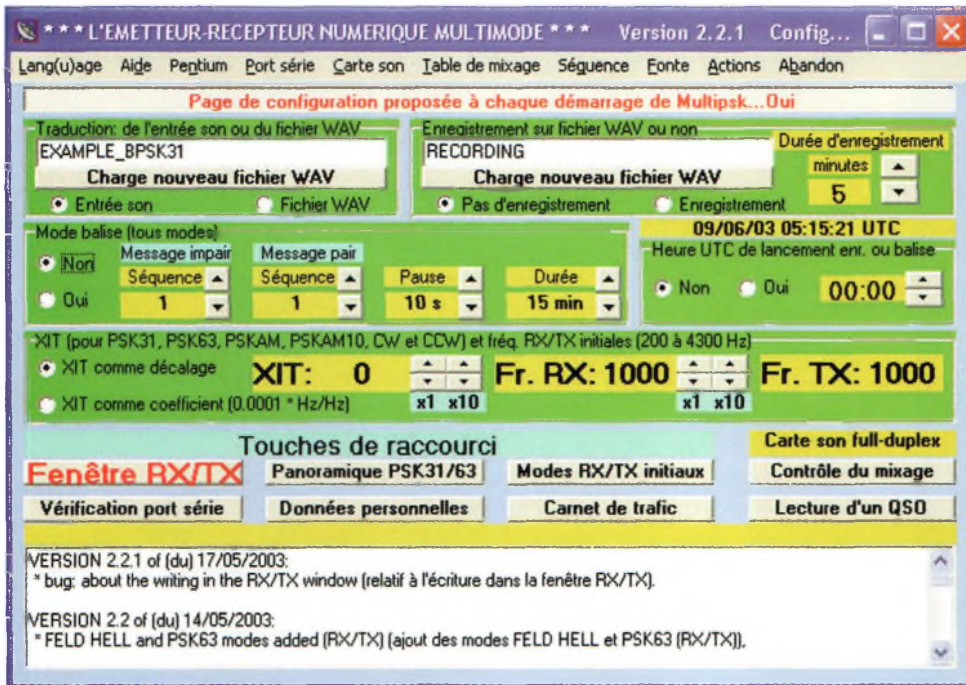 * * * L'EMETTEUR-RECEPTEUR NUMERIQUE MULTIMODE * * * Version 2.2.1 Config...
Lang(u)age Aide Pentium Port série Carte son Table de mixage Séquence Fonte Actions Abandon
Page de configuration proposée à chaque démarrage de Multipsk...Oui
Traduction: de l'entrée son ou du fichier WAV
EXAMPLE_BPSK31
Charge nouveau fichier WAV
Entrée son Fichier WAV
Enregistrement sur fichier WAV ou non
RECORDING
Charge nouveau fichier WAV
Pas d'enregistrement Enregistrement
Durée d'enregistrement
minutes
5
Mode balise (tous modes)
Non
Oui
Message impair
Séquence
1
Message pair
Séquence
1
Pause
10 s
Durée
15 min
09/06/03 05:15:21 UTC
Heure UTC de lancement enr. ou balise
Non Oui 00:00
XIT (pour PSK31, PSK63, PSKAM, PSKAM10, CW et CCW) et fréq. RX/TX initiales (200 à 4300 Hz)
XIT comme décalage
XIT comme coefficient (0.0001 * Hz/Hz)
XIT: 0
x1 x10
Fr. RX: 1000
x1 x10
Fr. TX: 1000
Touches de raccourci
Carte son full-duplex
Fenêtre RX/TX Panoramique PSK31/63 Modes RX/TX initiaux Contrôle du mixage
Vérification port série Données personnelles Carnet de trafic Lecture d'un QSO
VERSION 2.2.1 of (du) 17/05/2003:
* bug: about the writing in the RX/TX window (relatif à l'écriture dans la fenêtre RX/TX).
VERSION 2.2 of (du) 14/05/2003:
* FELD HELL and PSK63 modes added (RX/TX) (ajout des modes FELD HELL et PSK63 (RX/TX)),